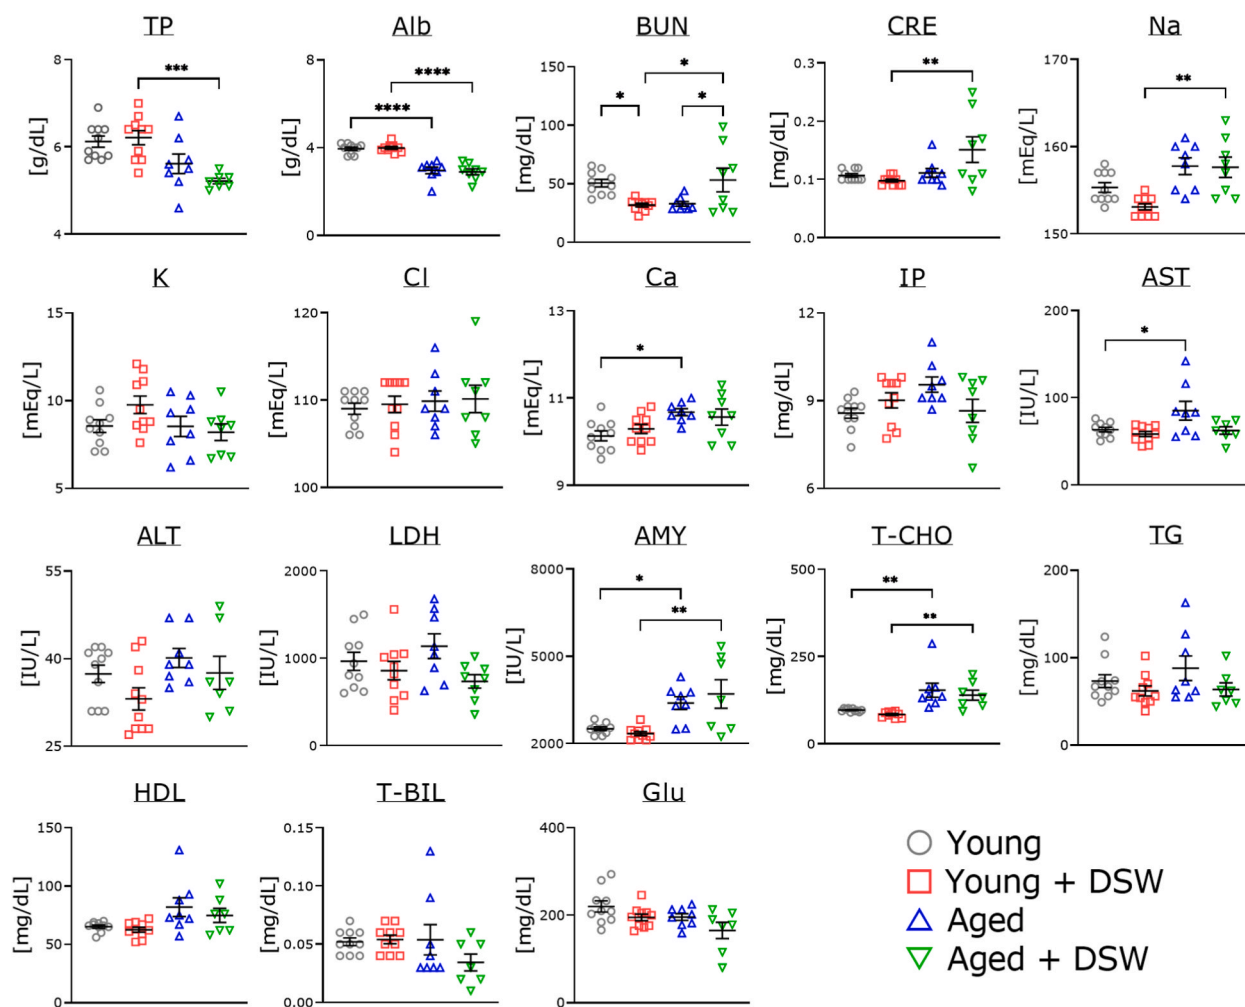 TP
Alb
BUN
CRE
Na
8
6
4
[g/dL]
***
8
4
0
[g/dL]
****
****
150
100
50
0
[mg/dL]
*
*
*
0.3
0.2
0.1
0.0
[mg/dL]
**
170
160
150
[mEq/L]
**
K
Cl
Ca
IP
AST
15
10
5
[mEq/L]
120
110
100
[mEq/L]
13
11
9
[mEq/L]
*
12
9
6
[mg/dL]
200
100
0
[IU/L]
*
ALT
LDH
AMY
T-CHO
TG
55
40
25
[IU/L]
2000
1000
0
[IU/L]
8000
5000
2000
[IU/L]
*
**
500
250
0
[mg/dL]
**
**
200
100
0
[mg/dL]
HDL
T-BIL
Glu
150
100
50
0
[mg/dL]
0.15
0.10
0.05
0.00
[mg/dL]
400
200
0
[mg/dL]
Young
Young + DSW
Aged
Aged + DSW